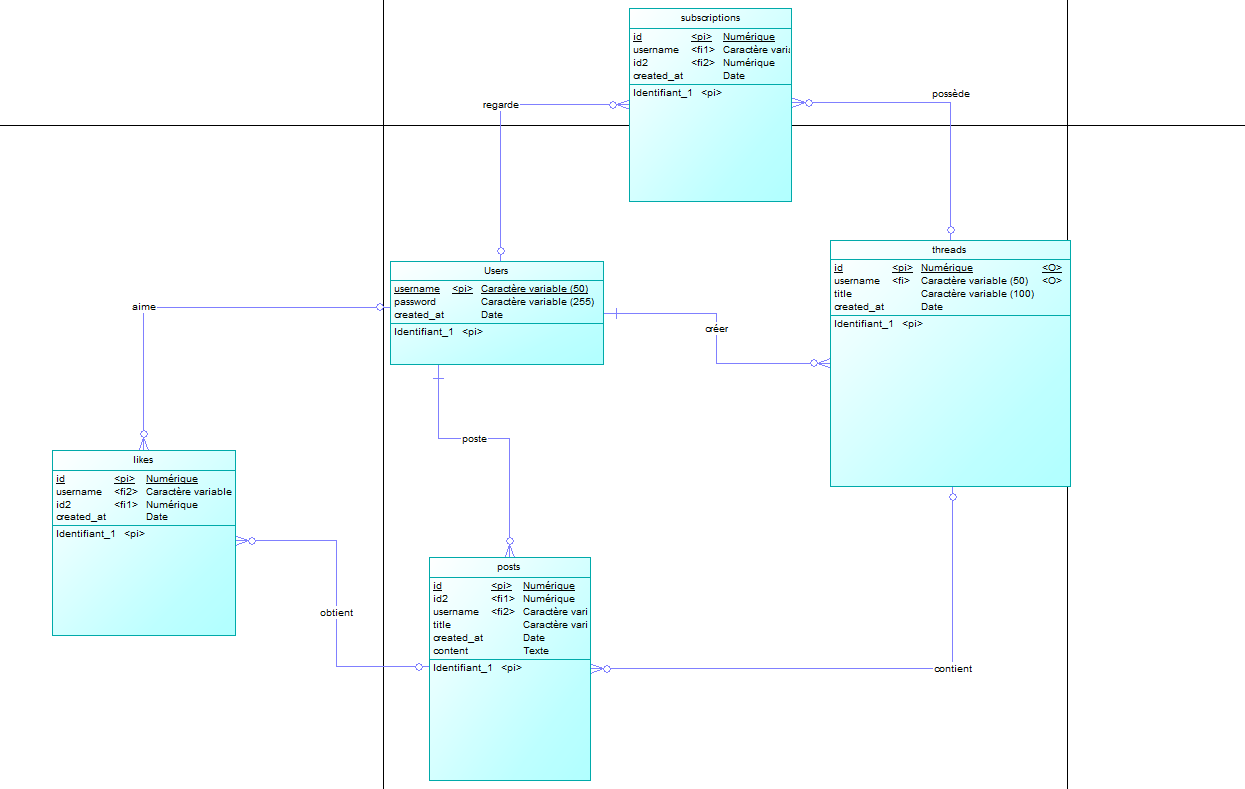 subscriptions
id <pi> Numérique
username <fi1> Caractère vari
id2 <fi2> Numérique
created_at Date
Identifiant_1 <pi>
regarde
possède
threads
id <pi> Numérique <O>
username <fi> Caractère variable (50) <O>
title Caractère variable (100)
created_at Date
Identifiant_1 <pi>
Users
username <pi> Caractère variable (50)
password Caractère variable (255)
created_at Date
Identifiant_1 <pi>
aime
créer
poste
likes
id <pi> Numérique
username <fi2> Caractère variable
id2 <fi1> Numérique
created_at Date
Identifiant_1 <pi>
obtient
posts
id <pi> Numérique
id2 <fi1> Numérique
username <fi2> Caractère vari
title Caractère vari
created_at Date
content Texte
Identifiant_1 <pi>
contient